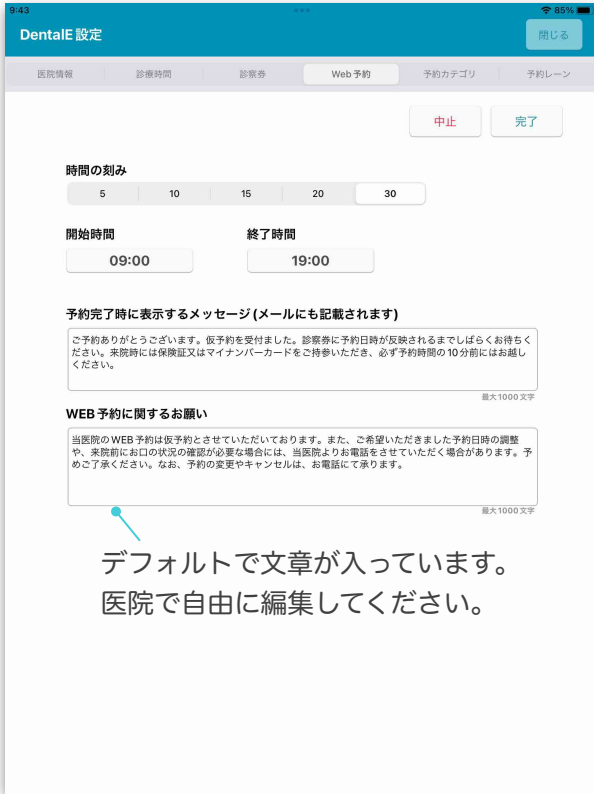 9:43
85%
DentalE 設定
閉じる
医院情報
診療時間
診察券
Web 予約
予約カテゴリ
予約レーン
中止
完了
時間の刻み
5
10
15
20
30
開始時間
終了時間
09:00
19:00
予約完了時に表示するメッセージ (メールにも記載されます)
ご予約ありがとうございます。仮予約を受付ました。診察券に予約日時が反映されるまでしばらくお待ちく
ださい。来院時には保険証又はマイナンバーカードをご持参いただき、必ず予約時間の10分前にはお越し
ください。
最大1000文字
WEB 予約に関するお願い
当医院の WEB 予約は仮予約とさせていただいております。また、ご希望いただきました予約日時の調整
や、来院前にお口の状況の確認が必要な場合には、当医院よりお電話をさせていただく場合があります。予
めご了承ください。なお、予約の変更やキャンセルは、お電話にて承ります。
最大1000文字
デフォルトで文章が入っています。
医院で自由に編集してください。